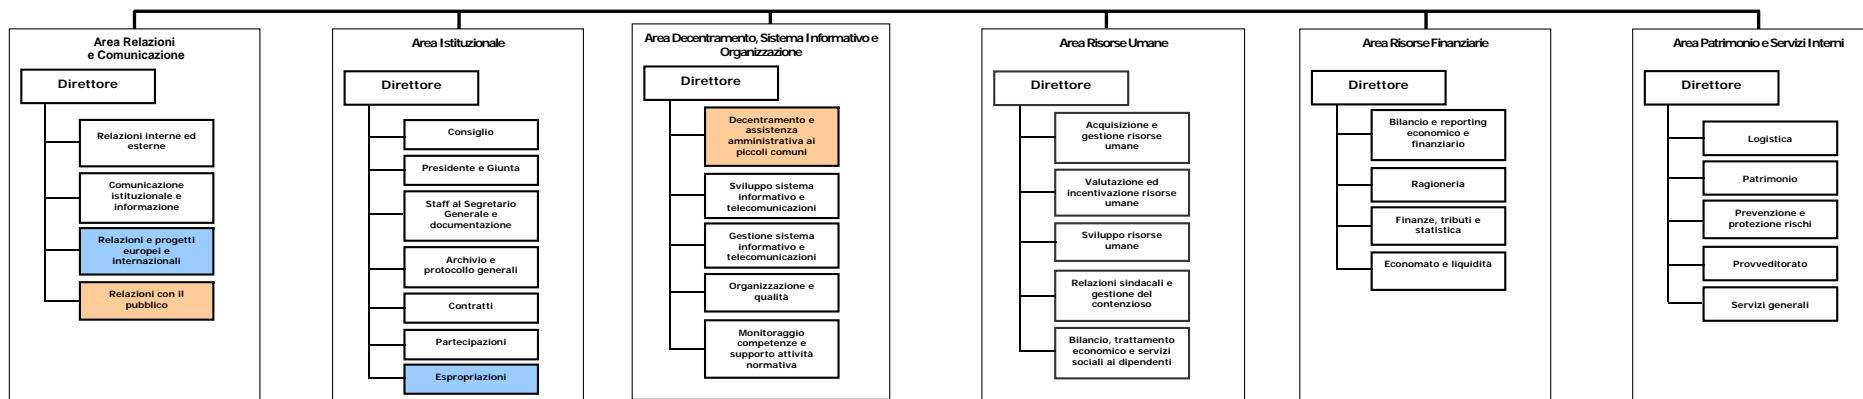 Area Relazioni
e Comunicazione
Direttore
Relazioni interne ed
esterne
Comunicazione
istituzionale e
informazione
Relazioni e progetti
europei e
internazionali
Relazioni con il
pubblico
Area Istituzionale
Direttore
Consiglio
Presidente e Giunta
Staff al Segretario
Generale e
documentazione
Archivio e
protocollo generali
Contratti
Partecipazioni
Espropriazioni
Area Decentramento, Sistema Informativo e
Organizzazione
Direttore
Decentramento e
assistenza
amministrativa ai
piccoli comuni
Sviluppo sistema
informativo e
telecomunicazioni
Gestione sistema
informativo e
telecomunicazioni
Organizzazione e
qualità
Monitoraggio
competenze e
supporto attività
normativa
Area Risorse Umane
Direttore
Acquisizione e
gestione risorse
umane
Valutazione ed
incentivazione risorse
umane
Sviluppo risorse
umane
Relazioni sindacali e
gestione del
contenzioso
Bilancio, trattamento
economico e servizi
sociali ai dipendenti
Area Risorse Finanziarie
Direttore
Bilancio e reporting
economico e
finanziario
Ragioneria
Finanze, tributi e
statistica
Economato e liquidità
Area Patrimonio e Servizi Interni
Direttore
Logistica
Patrimonio
Prevenzione e
protezione rischi
Provveditorato
Servizi generali